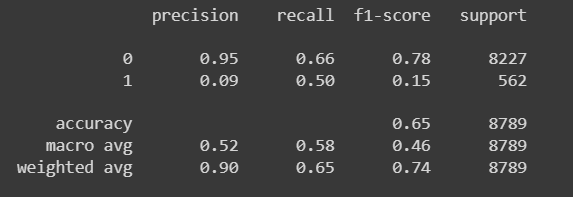 precision recall f1-score support
0 0.95 0.66 0.78 8227
1 0.09 0.50 0.15 562
accuracy 0.65 8789
macro avg 0.52 0.58 0.46 8789
weighted avg 0.90 0.65 0.74 8789